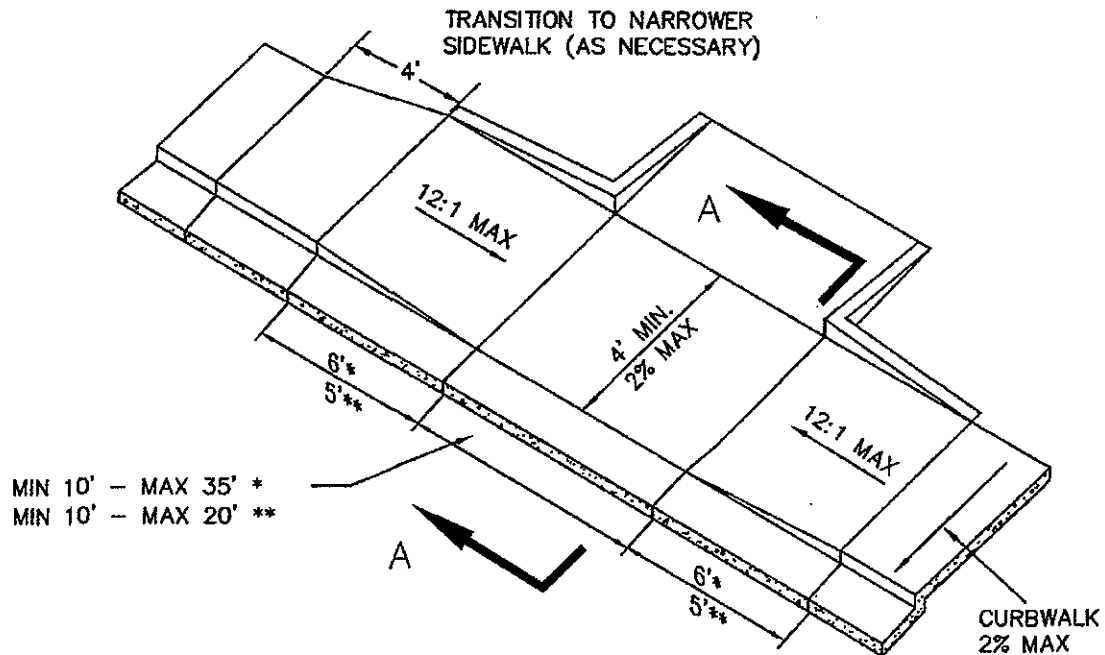 TRANSITION TO NARROWER
SIDEWALK (AS NECESSARY)
4'
12:1 MAX
A
4' MIN.
2% MAX
6'*
5'**
12:1 MAX
MIN 10' - MAX 35' *
MIN 10' - MAX 20' **
A
6'*
5'**
CURBWALK
2% MAX